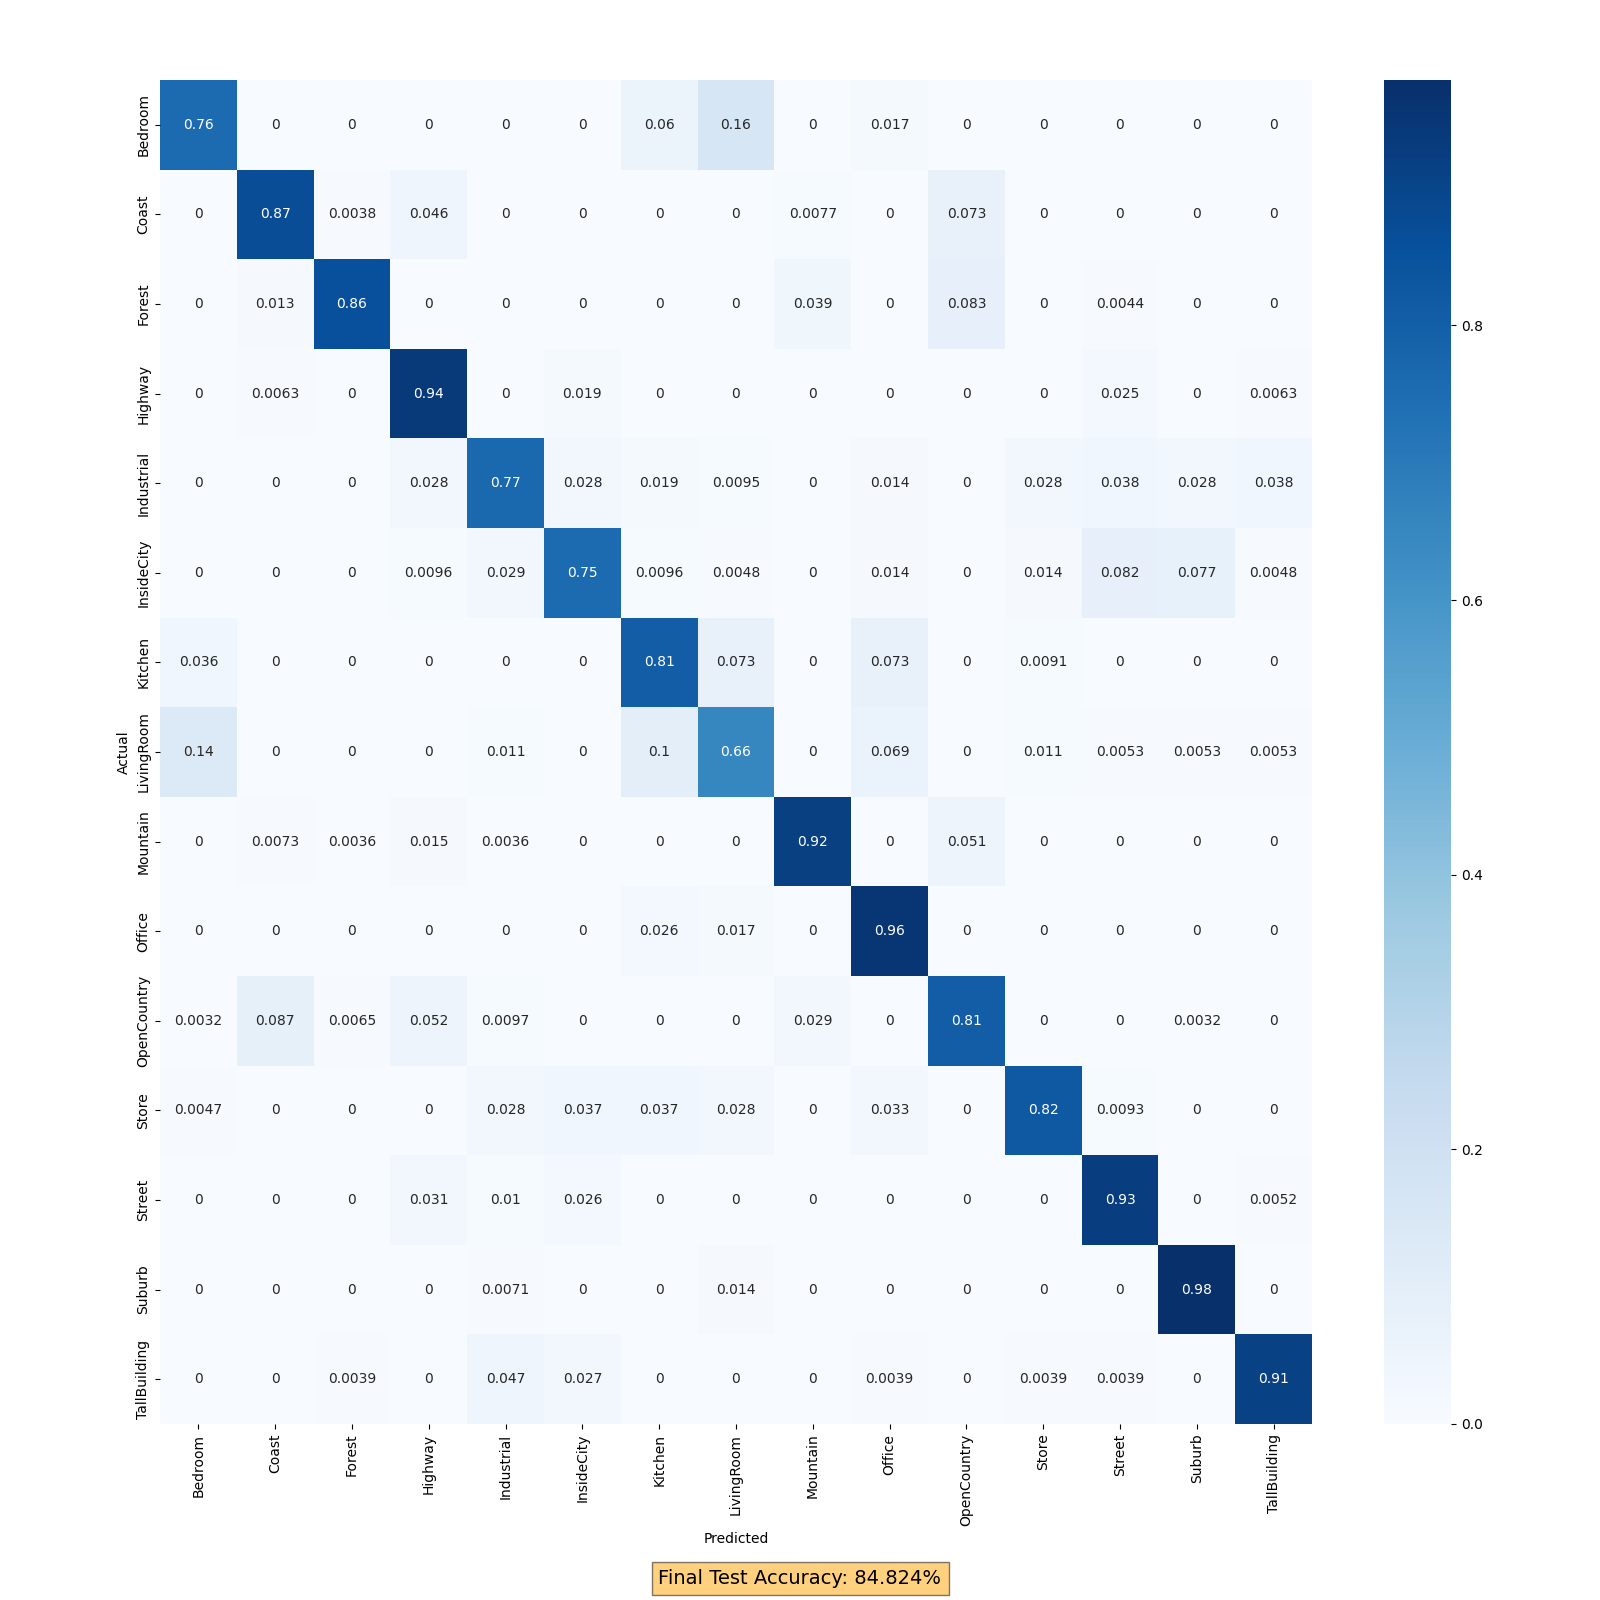 Bedroom 0.76 0 0 0 0 0 0.06 0.16 0 0.017 0 0 0 0 0
Coast 0 0.87 0.0038 0.046 0 0 0 0 0.0077 0 0.073 0 0 0 0
Forest 0 0.013 0.86 0 0 0 0 0 0.039 0 0.083 0 0.0044 0 0
Highway 0 0.0063 0 0.94 0 0.019 0 0 0 0 0 0 0.025 0 0.0063
Industrial 0 0 0 0.028 0.77 0.028 0.019 0.0095 0 0.014 0 0.028 0.038 0.028 0.038
InsideCity 0 0 0 0.0096 0.029 0.75 0.0096 0.0048 0 0.014 0 0.014 0.082 0.077 0.0048
Kitchen 0.036 0 0 0 0 0 0.81 0.073 0 0.073 0 0.0091 0 0 0
LivingRoom 0.14 0 0 0 0.011 0 0.1 0.66 0 0.069 0 0.011 0.0053 0.0053 0.0053
Mountain 0 0.0073 0.0036 0.015 0.0036 0 0 0 0.92 0 0.051 0 0 0 0
Office 0 0 0 0 0 0 0.026 0.017 0 0.96 0 0 0 0 0
OpenCountry 0.0032 0.087 0.0065 0.052 0.0097 0 0 0 0.029 0 0.81 0 0 0.0032 0
Store 0.0047 0 0 0 0.028 0.037 0.037 0.028 0 0.033 0 0.82 0.0093 0 0
Street 0 0 0 0.031 0.01 0.026 0 0 0 0 0 0 0.93 0 0.0052
Suburb 0 0 0 0 0.0071 0 0 0.014 0 0 0 0 0 0.98 0
TallBuilding 0 0 0.0039 0 0.047 0.027 0 0 0 0.0039 0 0.0039 0.0039 0 0.91
Actual
Bedroom Coast Forest Highway Industrial InsideCity Kitchen LivingRoom Mountain Office OpenCountry Store Street Suburb TallBuilding
Predicted
0.8
0.6
0.4
0.2
0.0
Final Test Accuracy: 84.824%